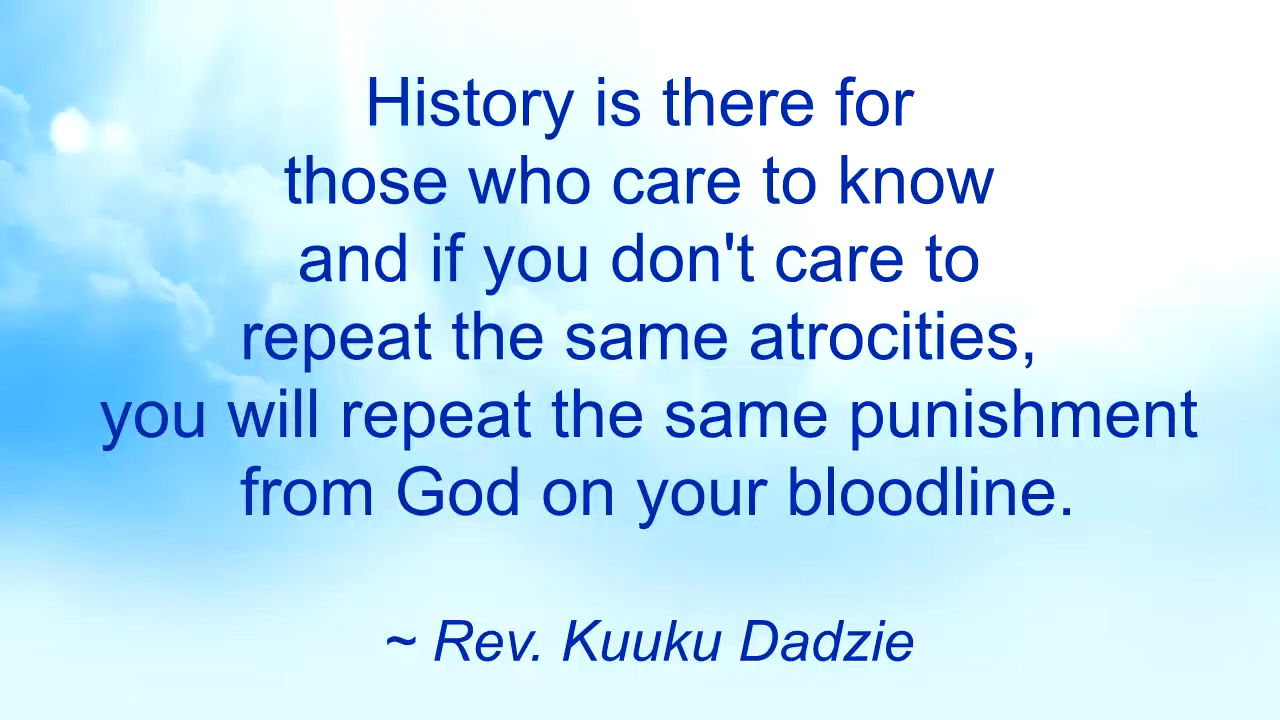 History is there for
those who care to know
and if you don't care to
repeat the same atrocities,
you will repeat the same punishment
from God on your bloodline.
~ Rev. Kuuku Dadzie